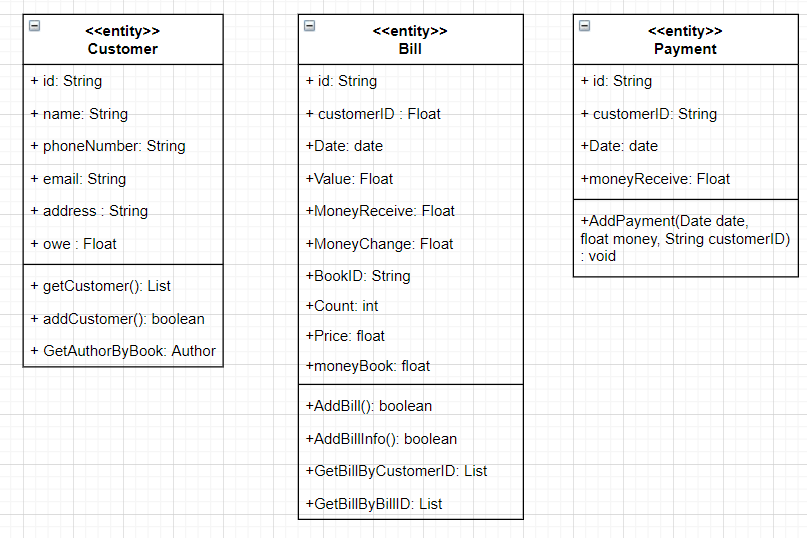 <<entity>>
Customer
+ id: String
+ name: String
+ phoneNumber: String
+ email: String
+ address : String
+ owe : Float
+ getCustomer(): List
+ addCustomer(): boolean
+ GetAuthorByBook: Author
<<entity>>
Bill
+ id: String
+ customerID : Float
+Date: date
+Value: Float
+MoneyReceive: Float
+MoneyChange: Float
+BookID: String
+Count: int
+Price: float
+moneyBook: float
+AddBill(): boolean
+AddBillInfo(): boolean
+GetBillByCustomerID: List
+GetBillByBillID: List
<<entity>>
Payment
+ id: String
+ customerID: String
+Date: date
+moneyReceive: Float
+AddPayment(Date date,
float money, String customerID)
: void